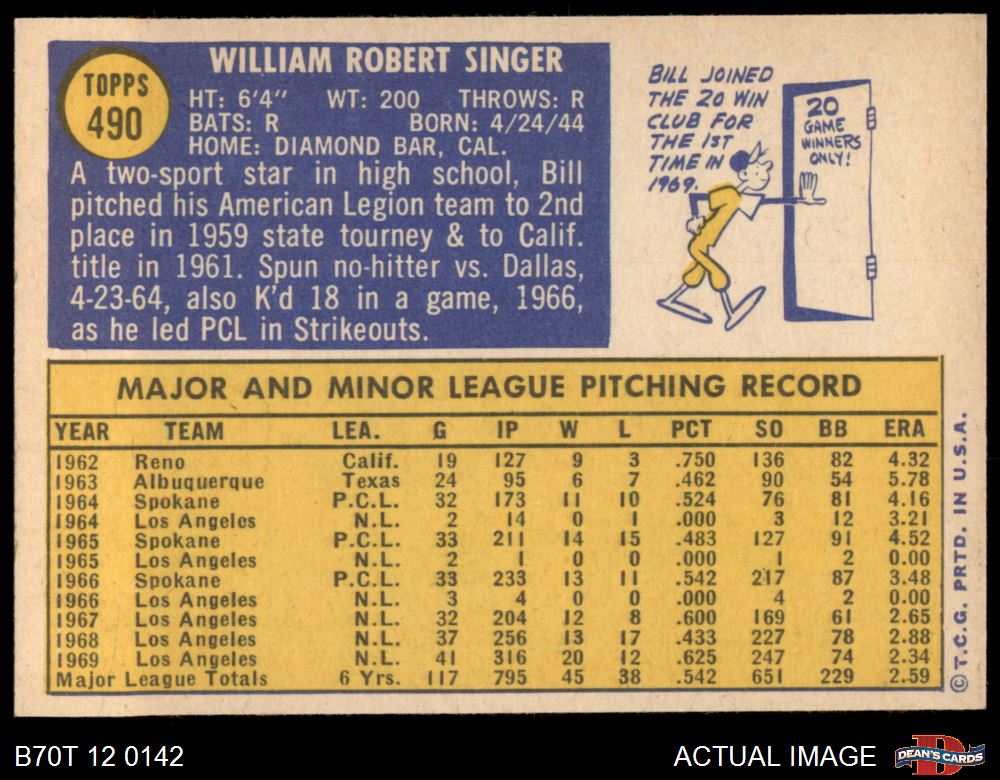 TOPPS
490
WILLIAM ROBERT SINGER
HT: 6'4" WT: 200 THROWS: R
BATS: R BORN: 4/24/44
HOME: DIAMOND BAR, CAL.
A two-sport star in high school, Bill
pitched his American Legion team to 2nd
place in 1959 state tourney & to Calif.
title in 1961. Spun no-hitter vs. Dallas,
4-23-64, also K'd 18 in a game, 1966,
as he led PCL in Strikeouts.
BILL JOINED
THE 20 WIN
CLUB FOR
THE 1ST
TIME IN
1969.
20
GAME
WINNERS
ONLY!
MAJOR AND MINOR LEAGUE PITCHING RECORD
YEAR TEAM LEA. G IP W L PCT SO BB ERA
1962 Reno Calif. 19 127 9 3 .750 136 82 4.32
1963 Albuquerque Texas 24 95 6 7 .462 90 54 5.78
1964 Spokane P.C.L. 32 173 11 10 .524 76 81 4.16
1964 Los Angeles N.L. 2 14 0 1 .000 3 12 3.21
1965 Spokane P.C.L. 33 211 14 15 .483 127 91 4.52
1965 Los Angeles N.L. 2 1 0 0 .000 1 2 0.00
1966 Spokane P.C.L. 33 233 13 11 .542 217 87 3.48
1966 Los Angeles N.L. 3 4 0 0 .000 4 2 0.00
1967 Los Angeles N.L. 32 204 12 8 .600 169 61 2.65
1968 Los Angeles N.L. 37 256 13 17 .433 227 78 2.88
1969 Los Angeles N.L. 41 316 20 12 .625 247 74 2.34
Major League Totals 6 Yrs. 117 795 45 38 .542 651 229 2.59
© T.C.G. PRTD. IN U.S.A.
B70T 12 0142
ACTUAL IMAGE
D
DEAN'S CARDS